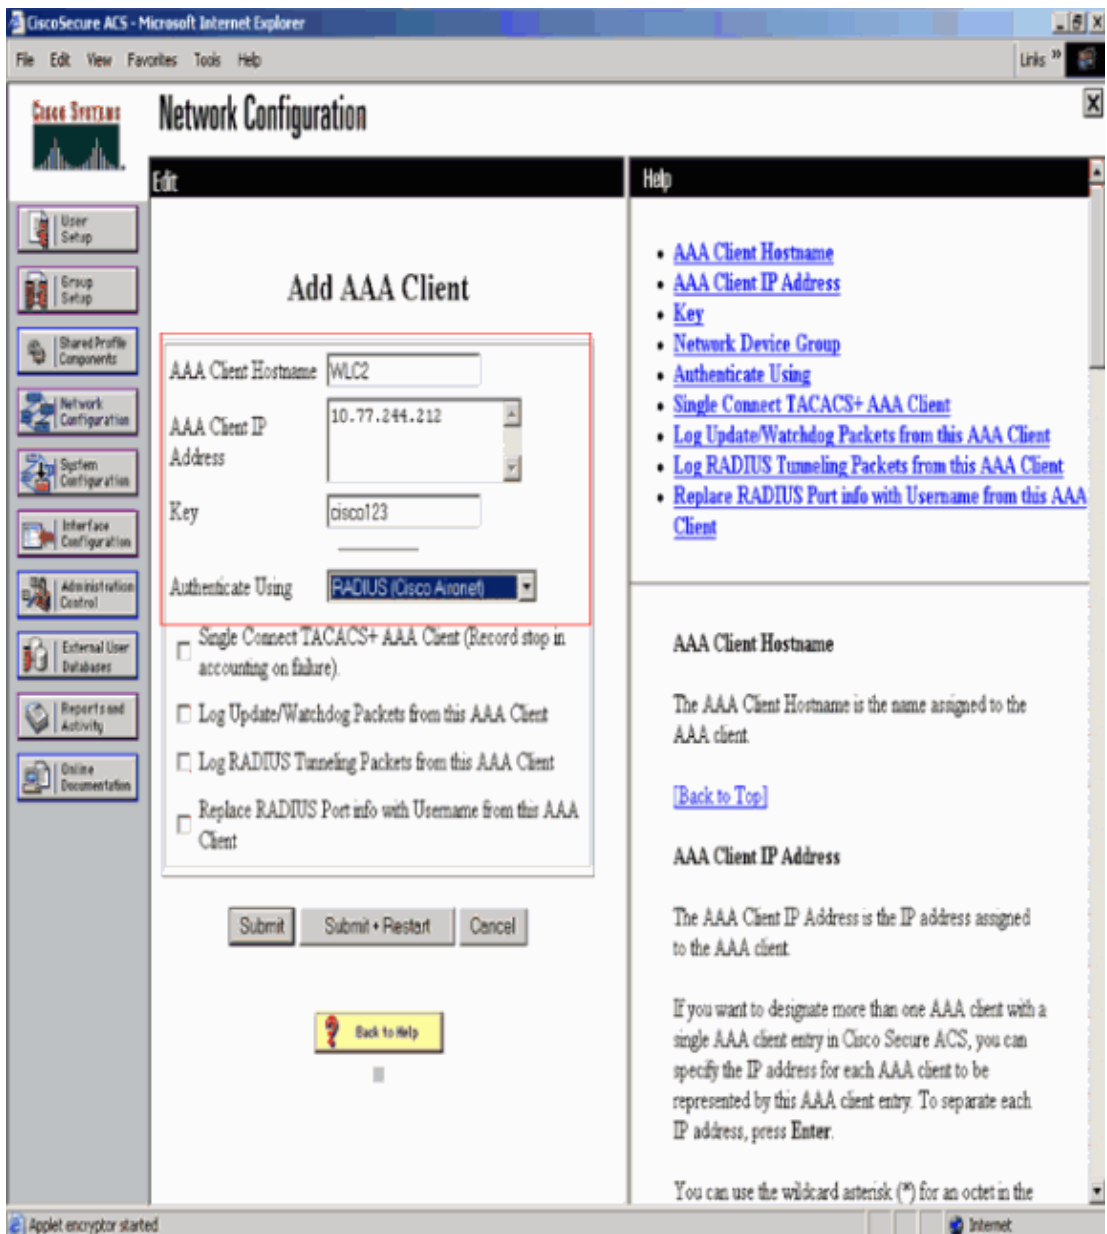 CiscoSecure ACS - Microsoft Internet Explorer
File Edit View Favorites Tools Help
Links »
CISCO SYSTEMS
Network Configuration
User
Setup
Group
Setup
Shared Profile
Components
Network
Configuration
System
Configuration
Interface
Configuration
Administration
Control
External User
Databases
Reports and
Activity
Online
Documentation
Edit
Add AAA Client
AAA Client Hostname WLC2
AAA Client IP
Address
10.77.244.212
Key cisco123
Authenticate Using RADIUS (Cisco Aironet)
Single Connect TACACS+ AAA Client (Record stop in
accounting on failure).
Log Update/Watchdog Packets from this AAA Client
Log RADIUS Tunneling Packets from this AAA Client
Replace RADIUS Port info with Username from this AAA
Client
Submit Submit + Restart Cancel
? Back to Help
Help
• AAA Client Hostname
• AAA Client IP Address
• Key
• Network Device Group
• Authenticate Using
• Single Connect TACACS+ AAA Client
• Log Update/Watchdog Packets from this AAA Client
• Log RADIUS Tunneling Packets from this AAA Client
• Replace RADIUS Port info with Username from this AAA
Client
AAA Client Hostname
The AAA Client Hostname is the name assigned to the
AAA client.
[Back to Top]
AAA Client IP Address
The AAA Client IP Address is the IP address assigned
to the AAA client.
If you want to designate more than one AAA client with a
single AAA client entry in Cisco Secure ACS, you can
specify the IP address for each AAA client to be
represented by this AAA client entry. To separate each
IP address, press Enter.
You can use the wildcard asterisk (*) for an octet in the
Applet encryptor started
Internet